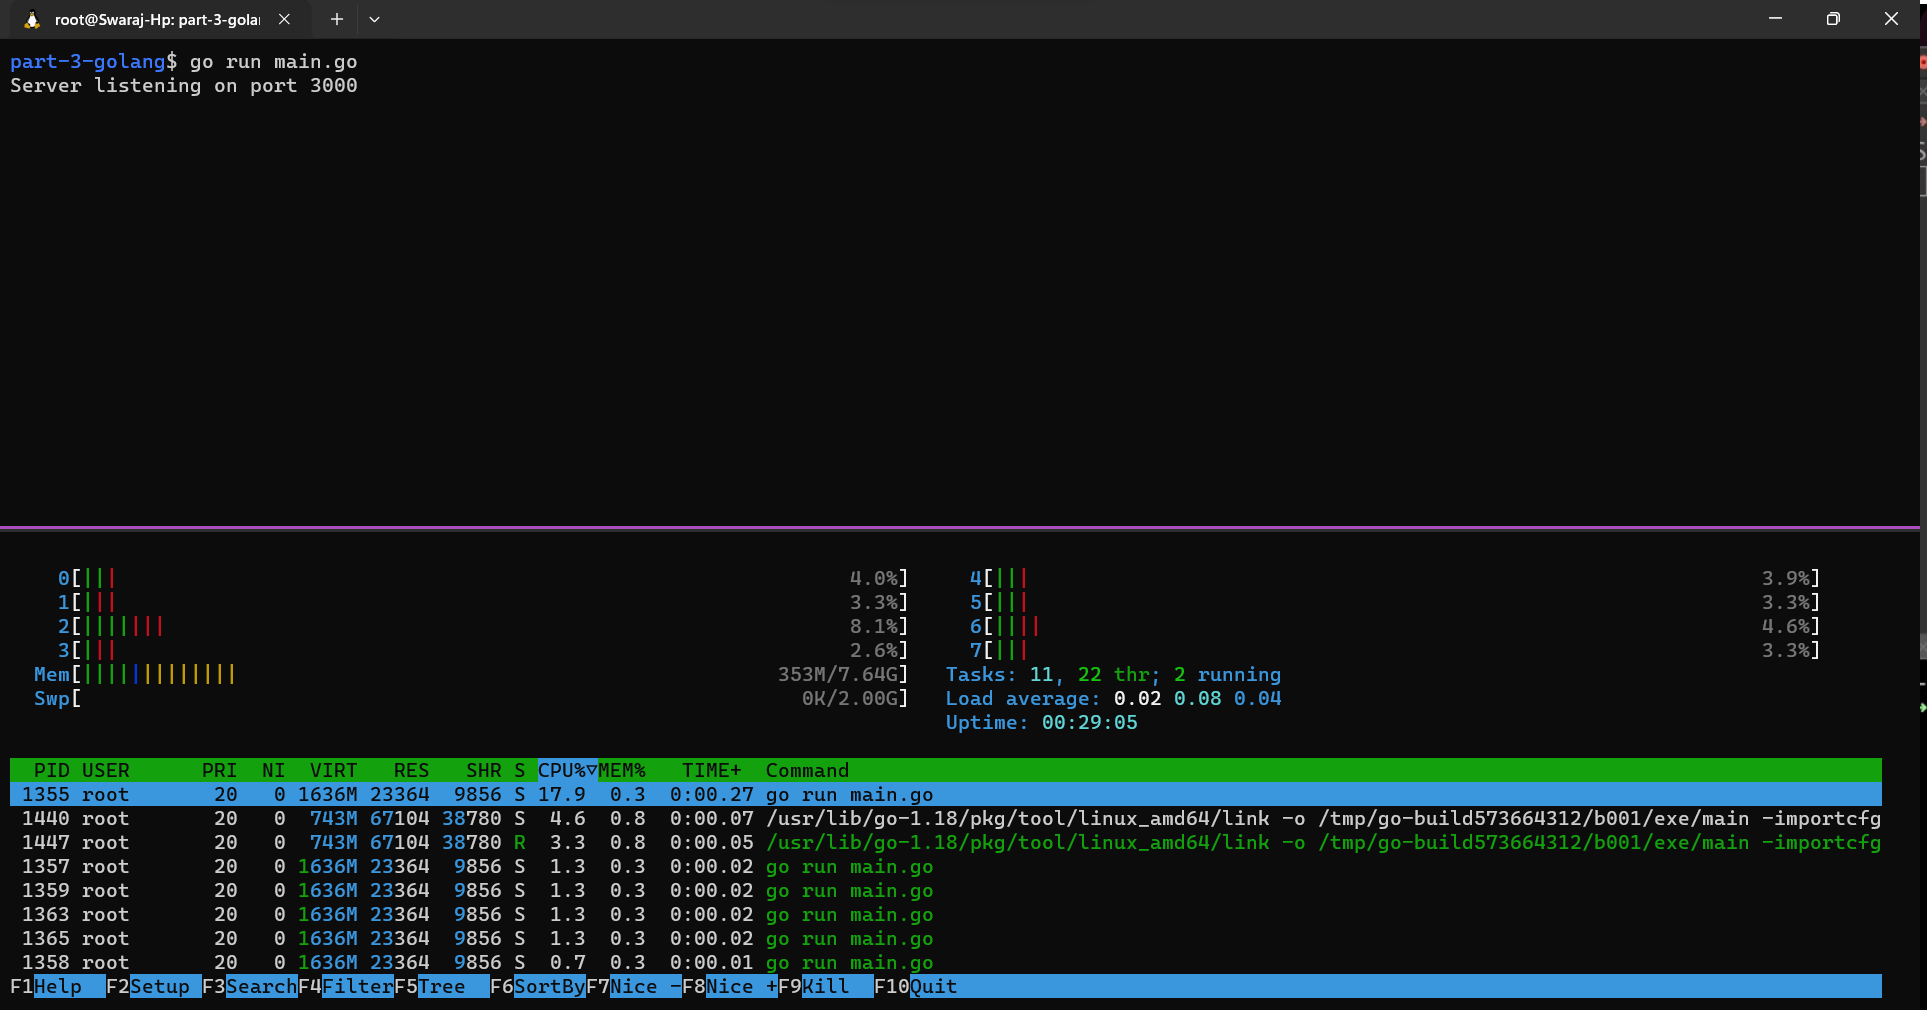 root@Swaraj-Hp: part-3-gola
part-3-golang$ go run main.go
Server listening on port 3000
0[||| 4.0%] 4[||| 3.9%]
1[||| 3.3%] 5[||| 3.3%]
2[||||||| 8.1%] 6[|||| 4.6%]
3[||| 2.6%] 7[||| 3.3%]
Mem[||||||||||||| 353M/7.64G] Tasks: 11, 22 thr; 2 running
Swp[ 0K/2.00G] Load average: 0.02 0.08 0.04
Uptime: 00:29:05
PID USER PRI NI VIRT RES SHR S CPU%▽MEM% TIME+ Command
1355 root 20 0 1636M 23364 9856 S 17.9 0.3 0:00.27 go run main.go
1440 root 20 0 743M 67104 38780 S 4.6 0.8 0:00.07 /usr/lib/go-1.18/pkg/tool/linux_amd64/link -o /tmp/go-build573664312/b001/exe/main -importcfg
1447 root 20 0 743M 67104 38780 R 3.3 0.8 0:00.05 /usr/lib/go-1.18/pkg/tool/linux_amd64/link -o /tmp/go-build573664312/b001/exe/main -importcfg
1357 root 20 0 1636M 23364 9856 S 1.3 0.3 0:00.02 go run main.go
1359 root 20 0 1636M 23364 9856 S 1.3 0.3 0:00.02 go run main.go
1363 root 20 0 1636M 23364 9856 S 1.3 0.3 0:00.02 go run main.go
1365 root 20 0 1636M 23364 9856 S 1.3 0.3 0:00.02 go run main.go
1358 root 20 0 1636M 23364 9856 S 0.7 0.3 0:00.01 go run main.go
F1Help F2Setup F3SearchF4FilterF5Tree F6SortByF7Nice -F8Nice +F9Kill F10Quit